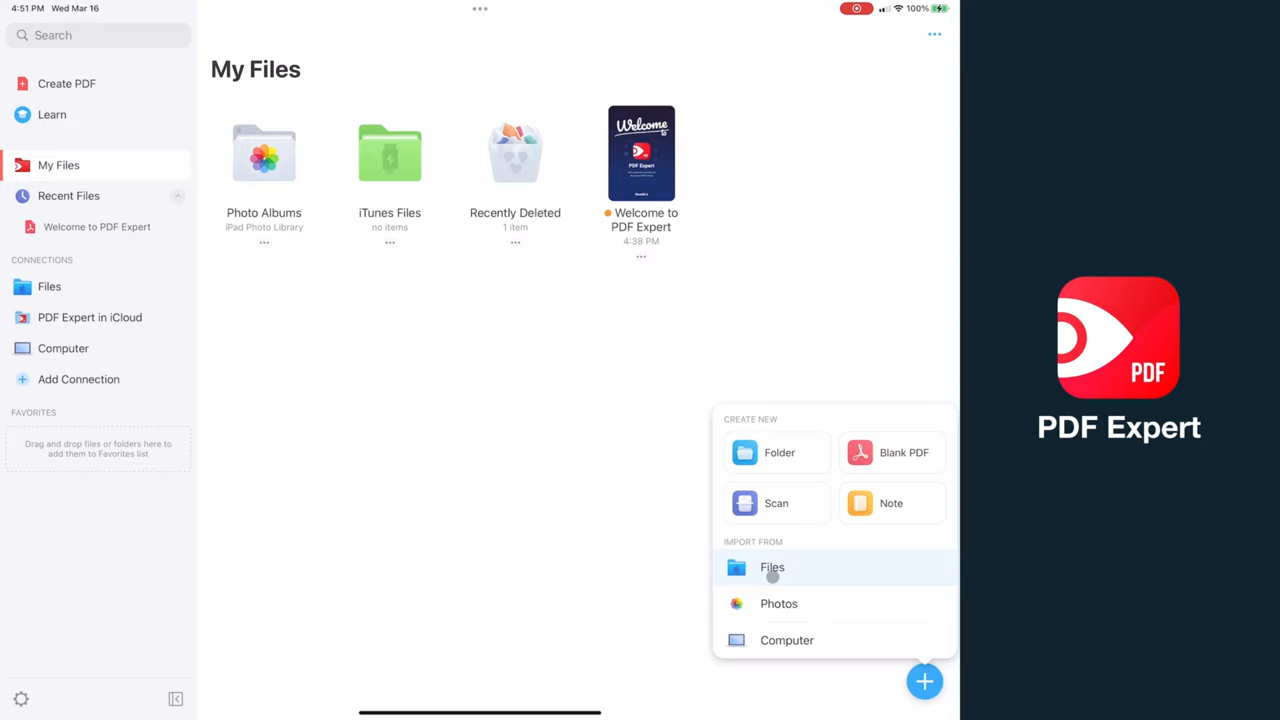 4:51 PM Wed Mar 16
100%
Search
Create PDF
Learn
My Files
Recent Files
Welcome to PDF Expert
CONNECTIONS
Files
PDF Expert in iCloud
Computer
Add Connection
FAVORITES
Drag and drop files or folders here to
add them to Favorites list
My Files
Photo Albums
iPad Photo Library
iTunes Files
no items
Recently Deleted
1 item
Welcome
to
PDF Expert
Welcome to
PDF Expert
4:38 PM
CREATE NEW
Folder
Blank PDF
Scan
Note
IMPORT FROM
Files
Photos
Computer
PDF
PDF Expert